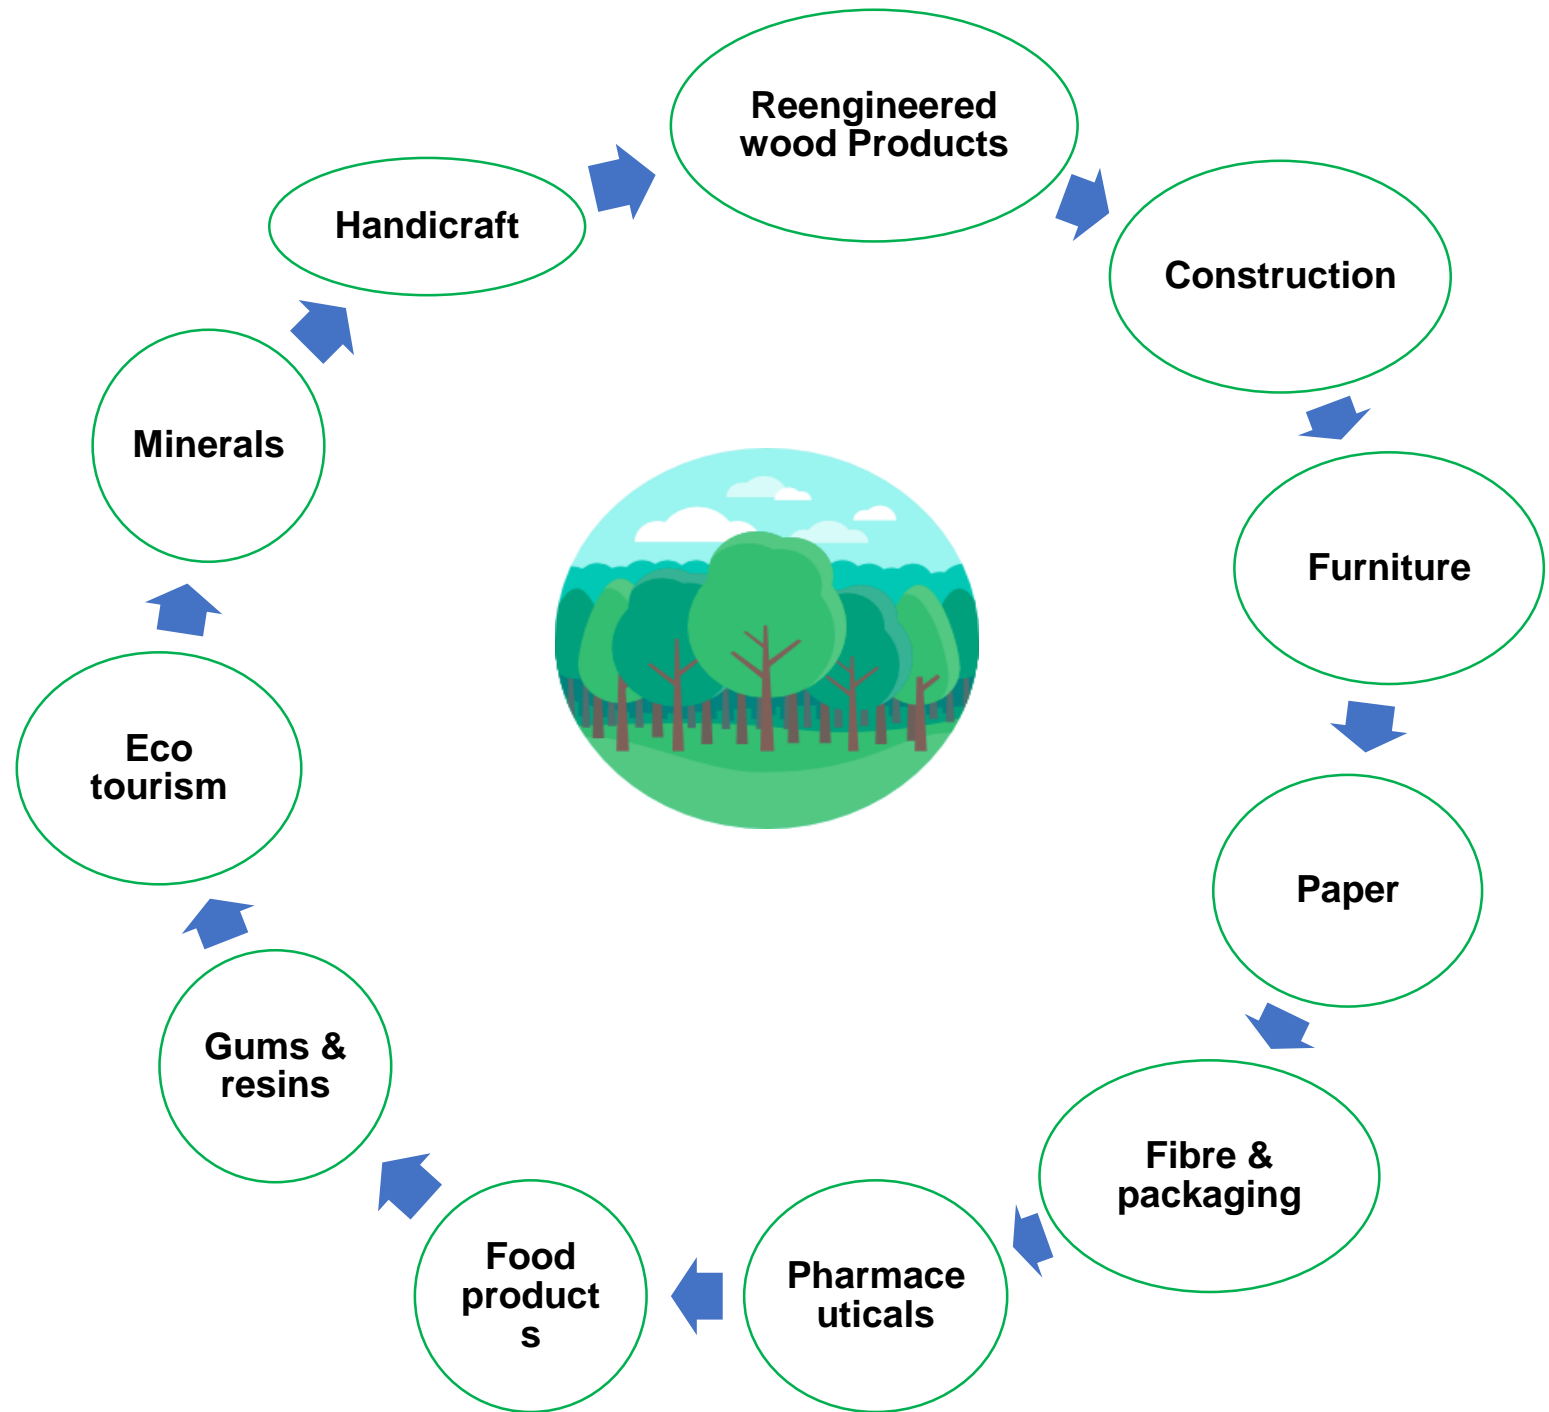 Reengineered
wood Products
Construction
Furniture
Paper
Fibre &
packaging
Pharmace
uticals
Food
product
s
Gums &
resins
Eco
tourism
Minerals
Handicraft